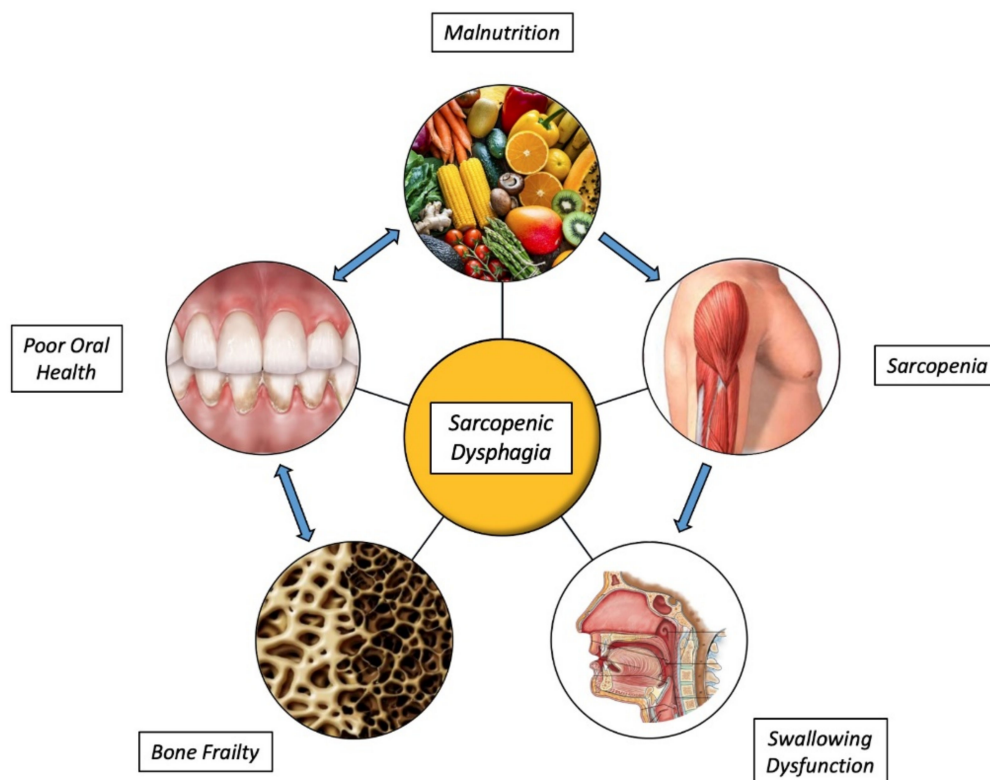 Malnutrition
Poor Oral
Health
Sarcopenic
Dysphagia
Sarcopenia
Bone Frailty
Swallowing
Dysfunction